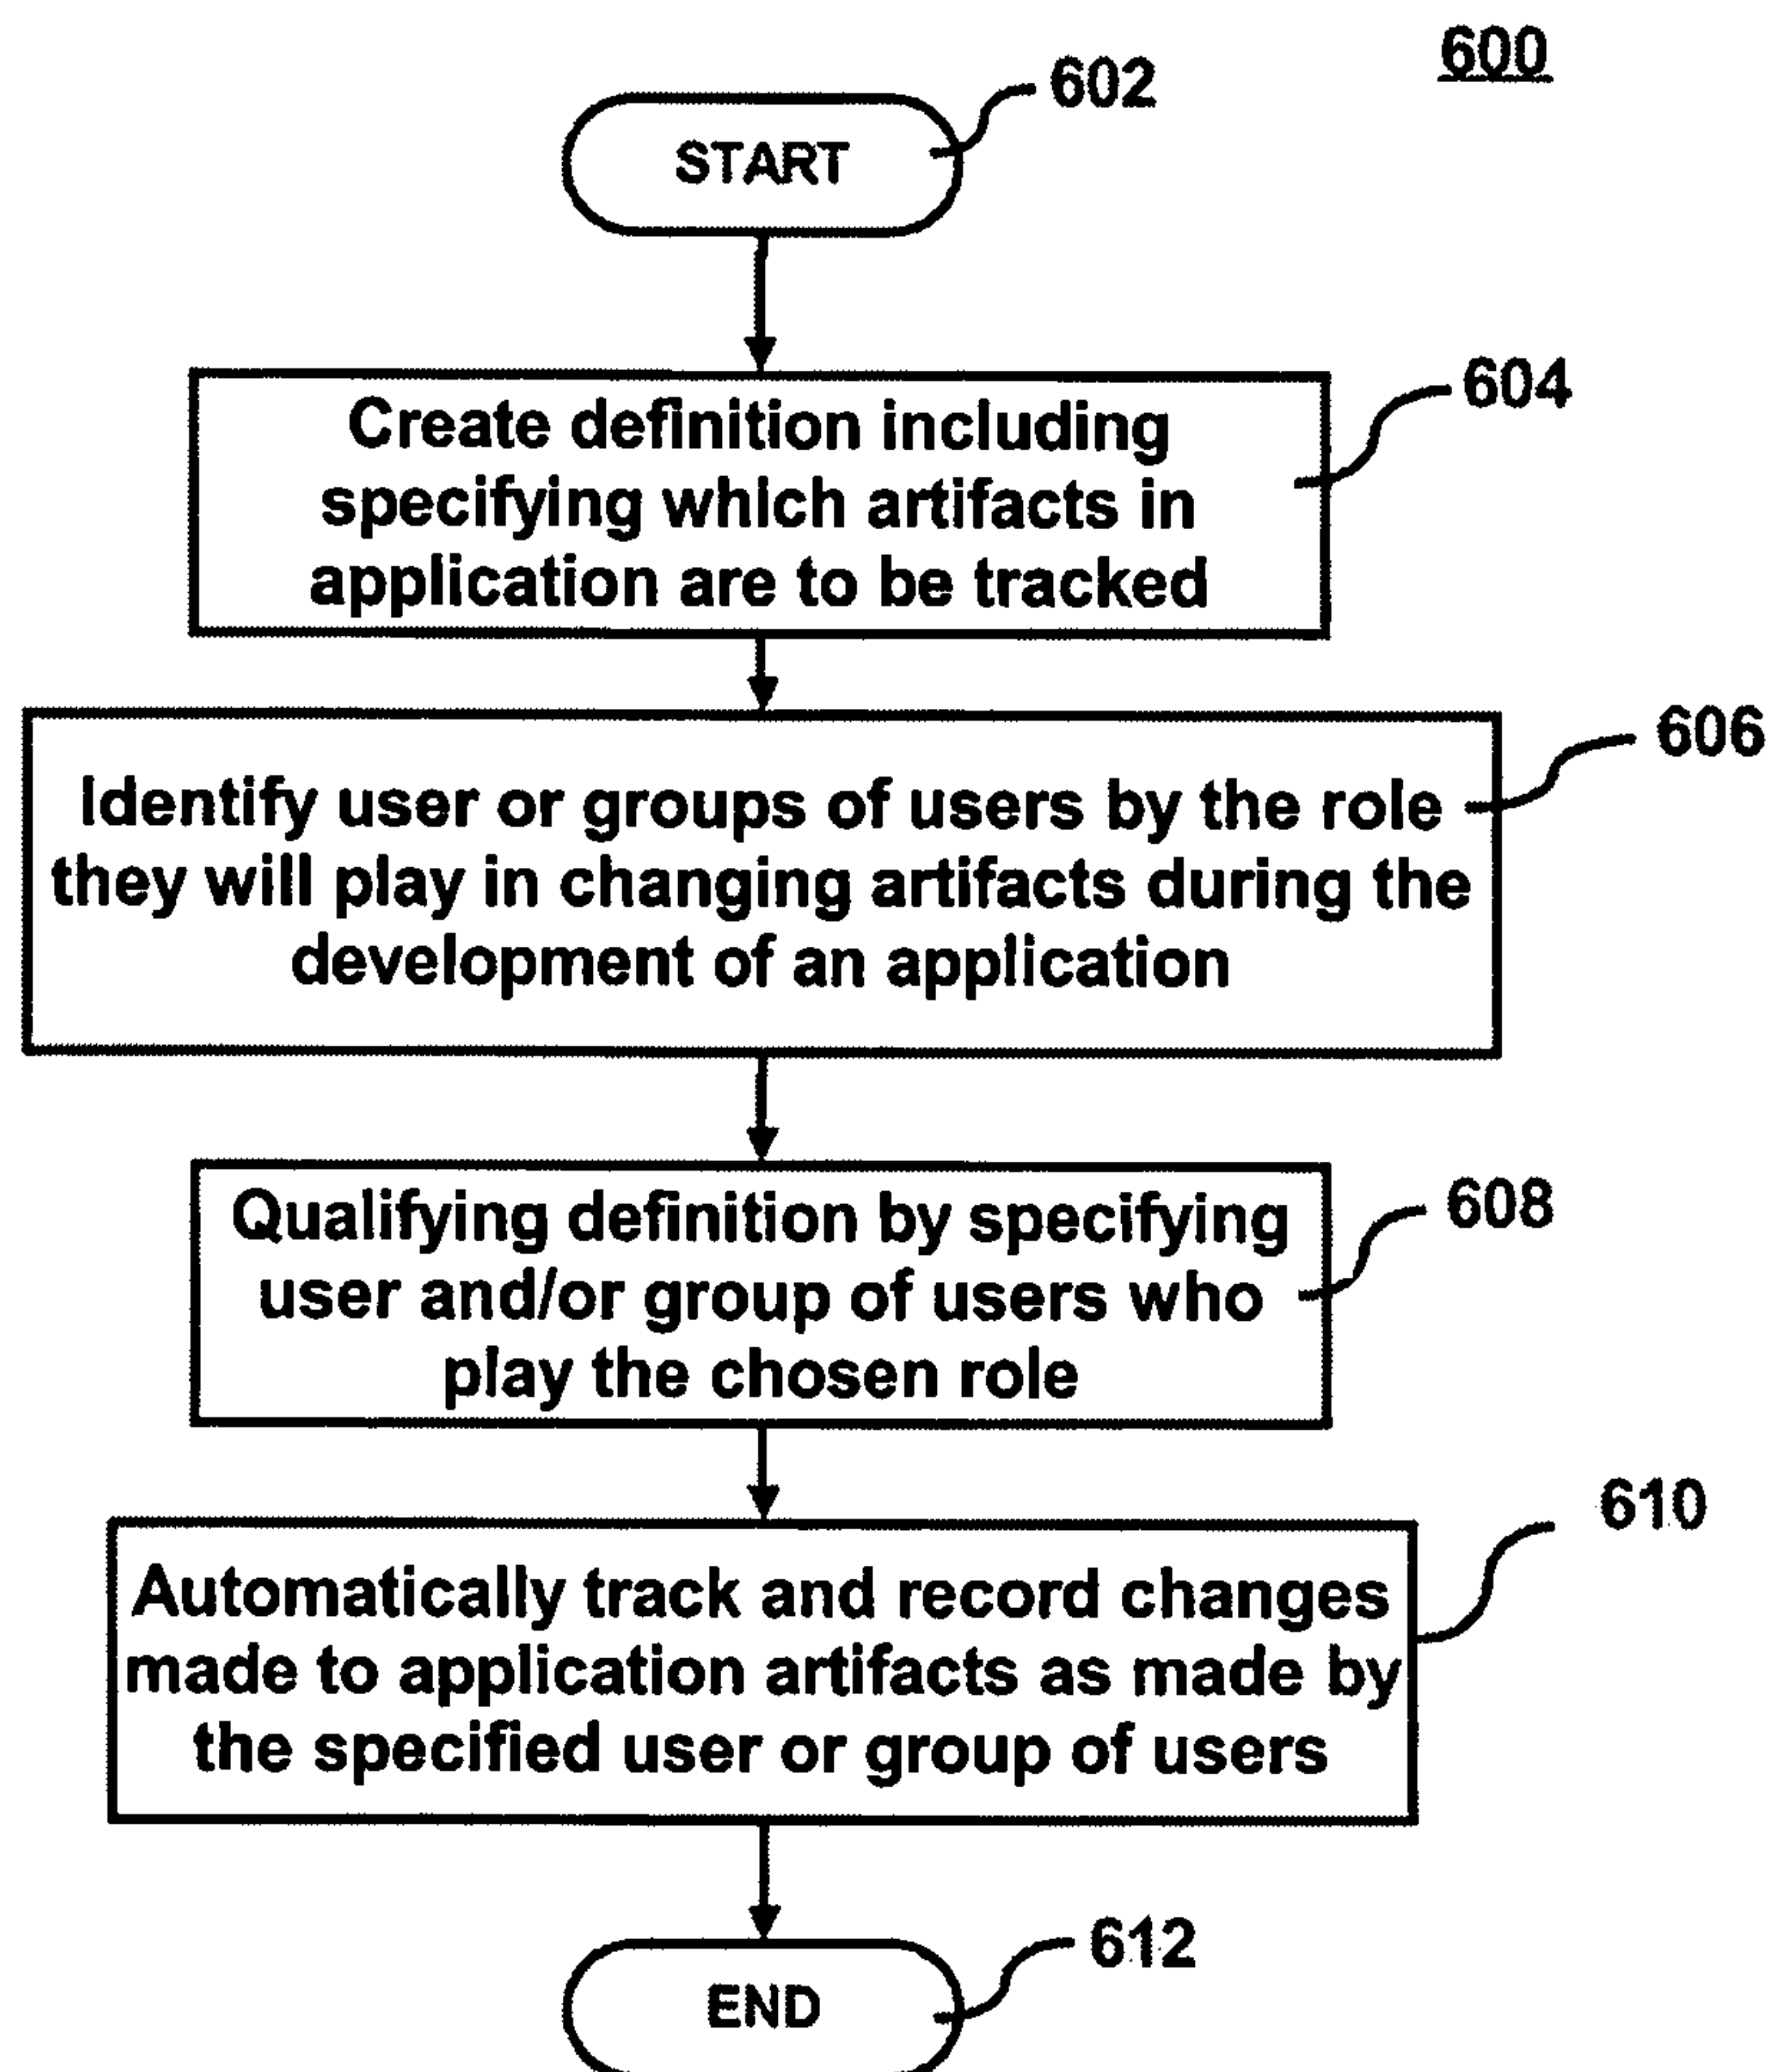 600
602
START
604
Create definition including
specifying which artifacts in
application are to be tracked
606
Identify user or groups of users by the role
they will play in changing artifacts during the
development of an application
608
Qualifying definition by specifying
user and/or group of users who
play the chosen role
610
Automatically track and record changes
made to application artifacts as made by
the specified user or group of users
612
END